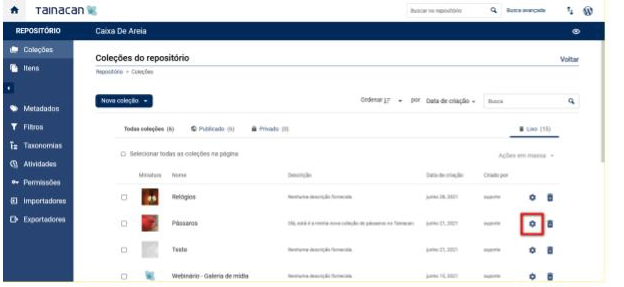 Tainacan
Buscar no repositório
Busca avançada
REPOSITÓRIO
Caixa De Areia
Coleções
Itens
Metadados
Filtros
Taxonomias
Atividades
Permissões
Importadores
Exportadores
Coleções do repositório
Voltar
Repositório > Coleções
Nova coleção
Ordenar
por Data de criação
Busca
Todas coleções (6)
Publicado (6)
Privado (0)
Lixo (15)
Selecionar todas as coleções na página
Ações em massa
Miniatura Nome Descrição Data de criação Criado por
Relógios Nenhuma descrição fornecida. junho 28, 2021 suporte
Pássaros Olá, está é a minha nova coleção de pássaros no Tainacan. junho 21, 2021 suporte
Teste Nenhuma descrição fornecida. junho 21, 2021 suporte
Webinário - Galeria de mídia Nenhuma descrição fornecida. junho 15, 2021 suporte